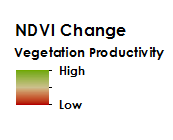 NDVI Change
Vegetation Productivity
High
Low